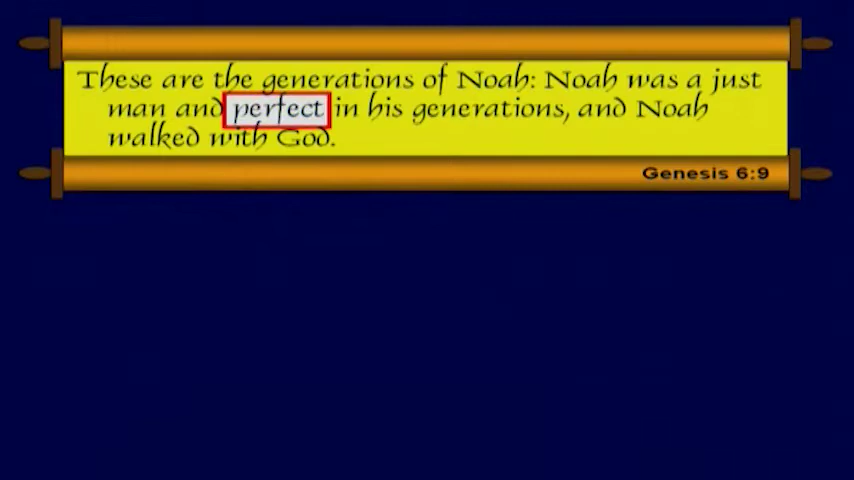 These are the generations of Noah: Noah was a just
man and perfect in his generations, and Noah
walked with God.
Genesis 6:9